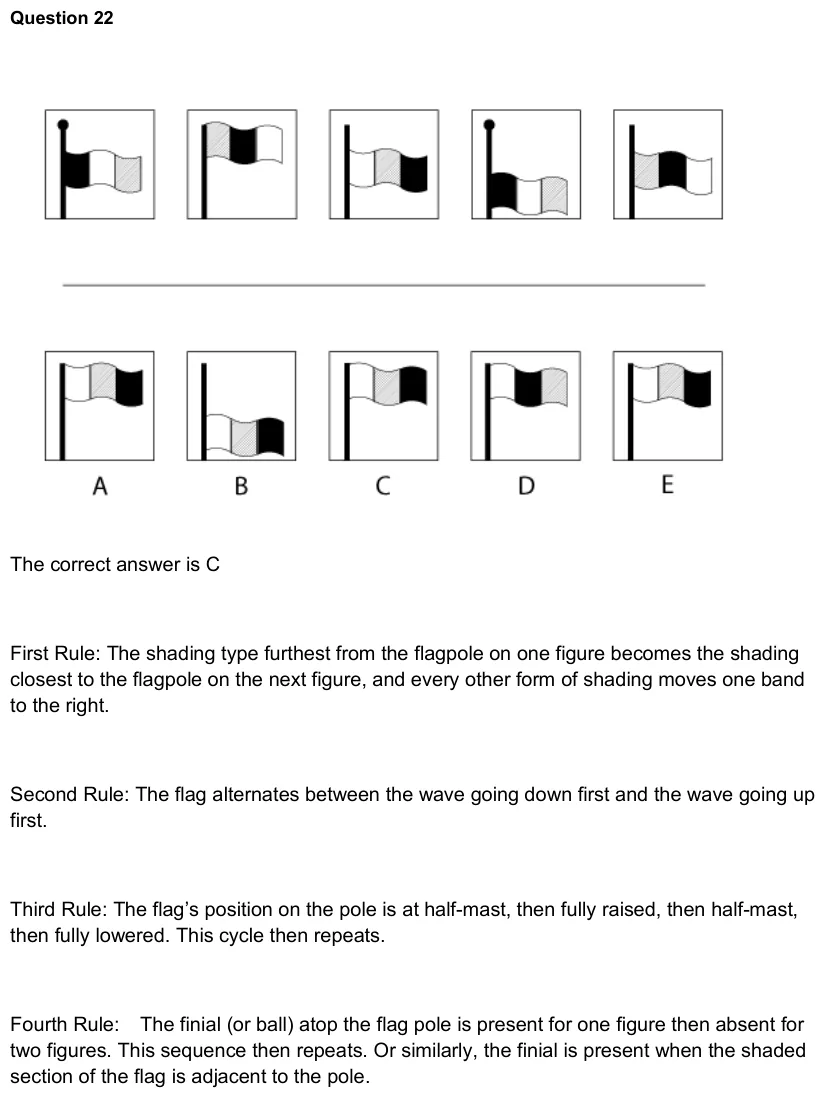 Question 22
A B C D E
The correct answer is C
First Rule: The shading type furthest from the flagpole on one figure becomes the shading
closest to the flagpole on the next figure, and every other form of shading moves one band
to the right.
Second Rule: The flag alternates between the wave going down first and the wave going up
first.
Third Rule: The flag’s position on the pole is at half-mast, then fully raised, then half-mast,
then fully lowered. This cycle then repeats.
Fourth Rule: The finial (or ball) atop the flag pole is present for one figure then absent for
two figures. This sequence then repeats. Or similarly, the finial is present when the shaded
section of the flag is adjacent to the pole.